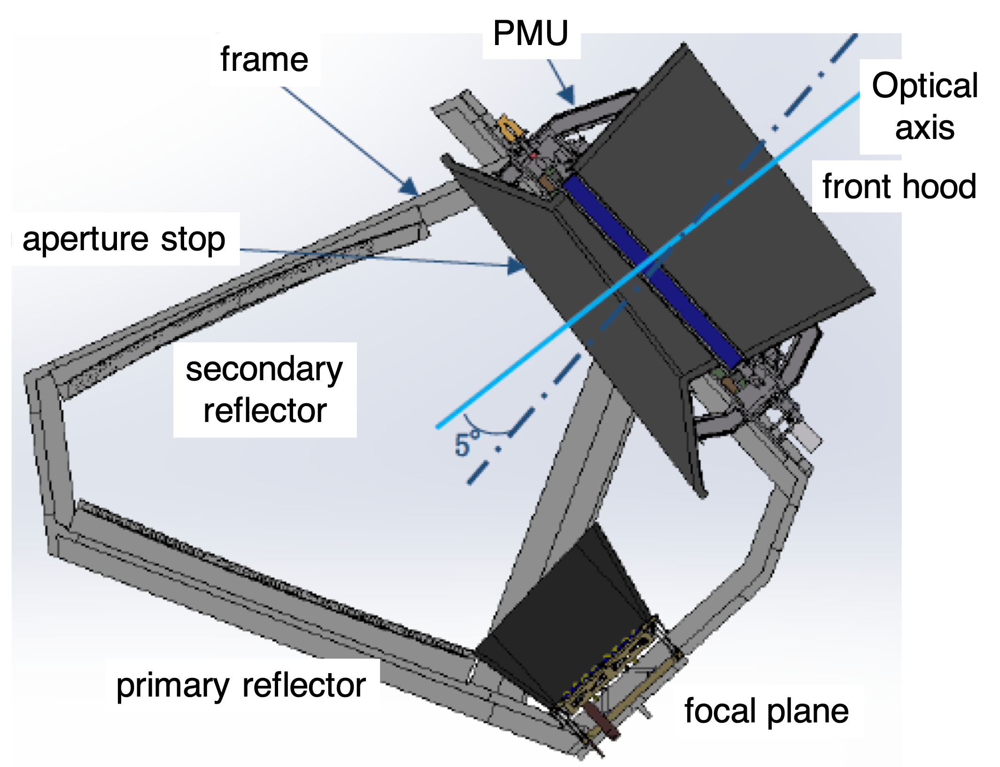 PMU
frame
Optical
axis
front hood
aperture stop
secondary
reflector
5°
primary reflector
focal plane